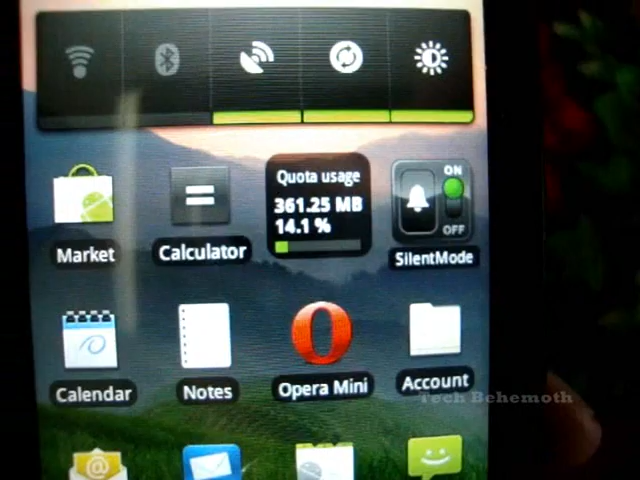 Quota usage
361.25 MB
14.1 %
ON
OFF
Market
Calculator
SilentMode
Calendar
Notes
Opera Mini
Account
Tech Behemoth